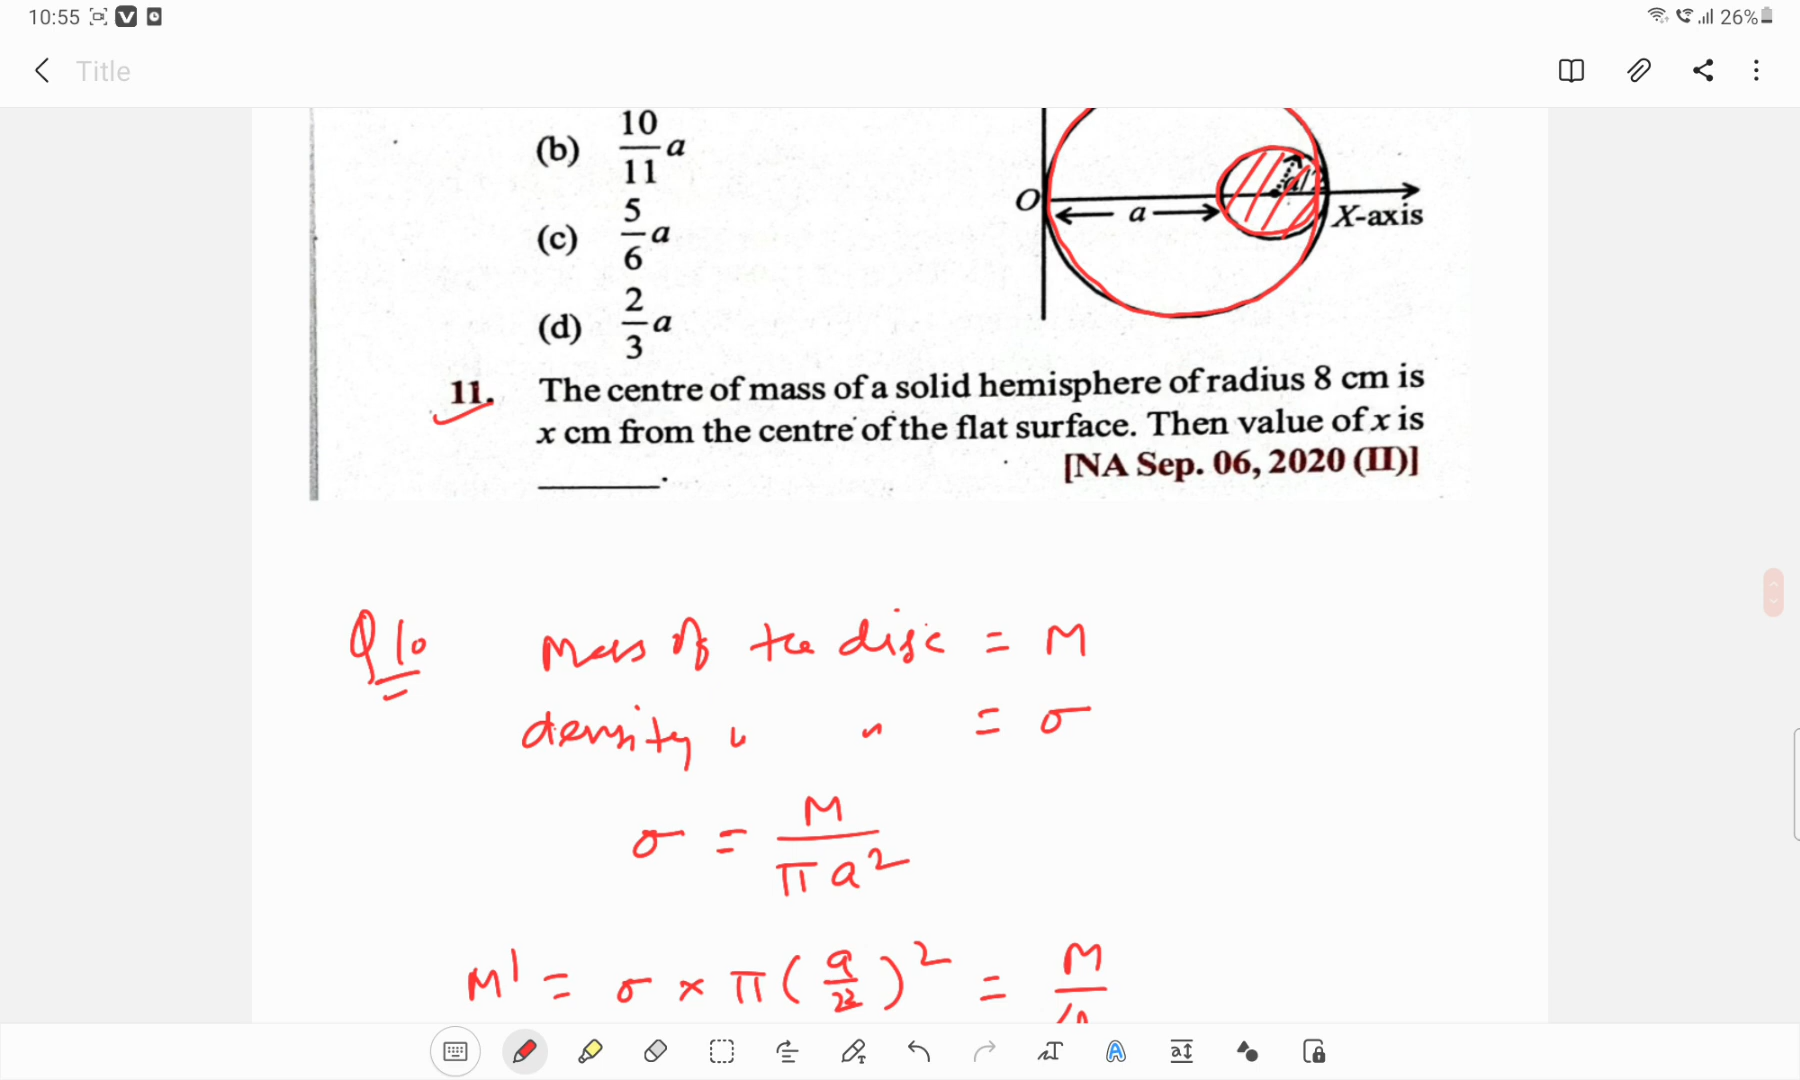 10:55 26%
Title
(b) 10/11 a
(c) 5/6 a
(d) 2/3 a
O a X-axis
11. The centre of mass of a solid hemisphere of radius 8 cm is
x cm from the centre of the flat surface. Then value of x is
[NA Sep. 06, 2020 (II)]
_______.
Q10 Mass of the disc = M
density " " = σ
σ = M/πa²
M' = σ × π(a/2)² = M/4